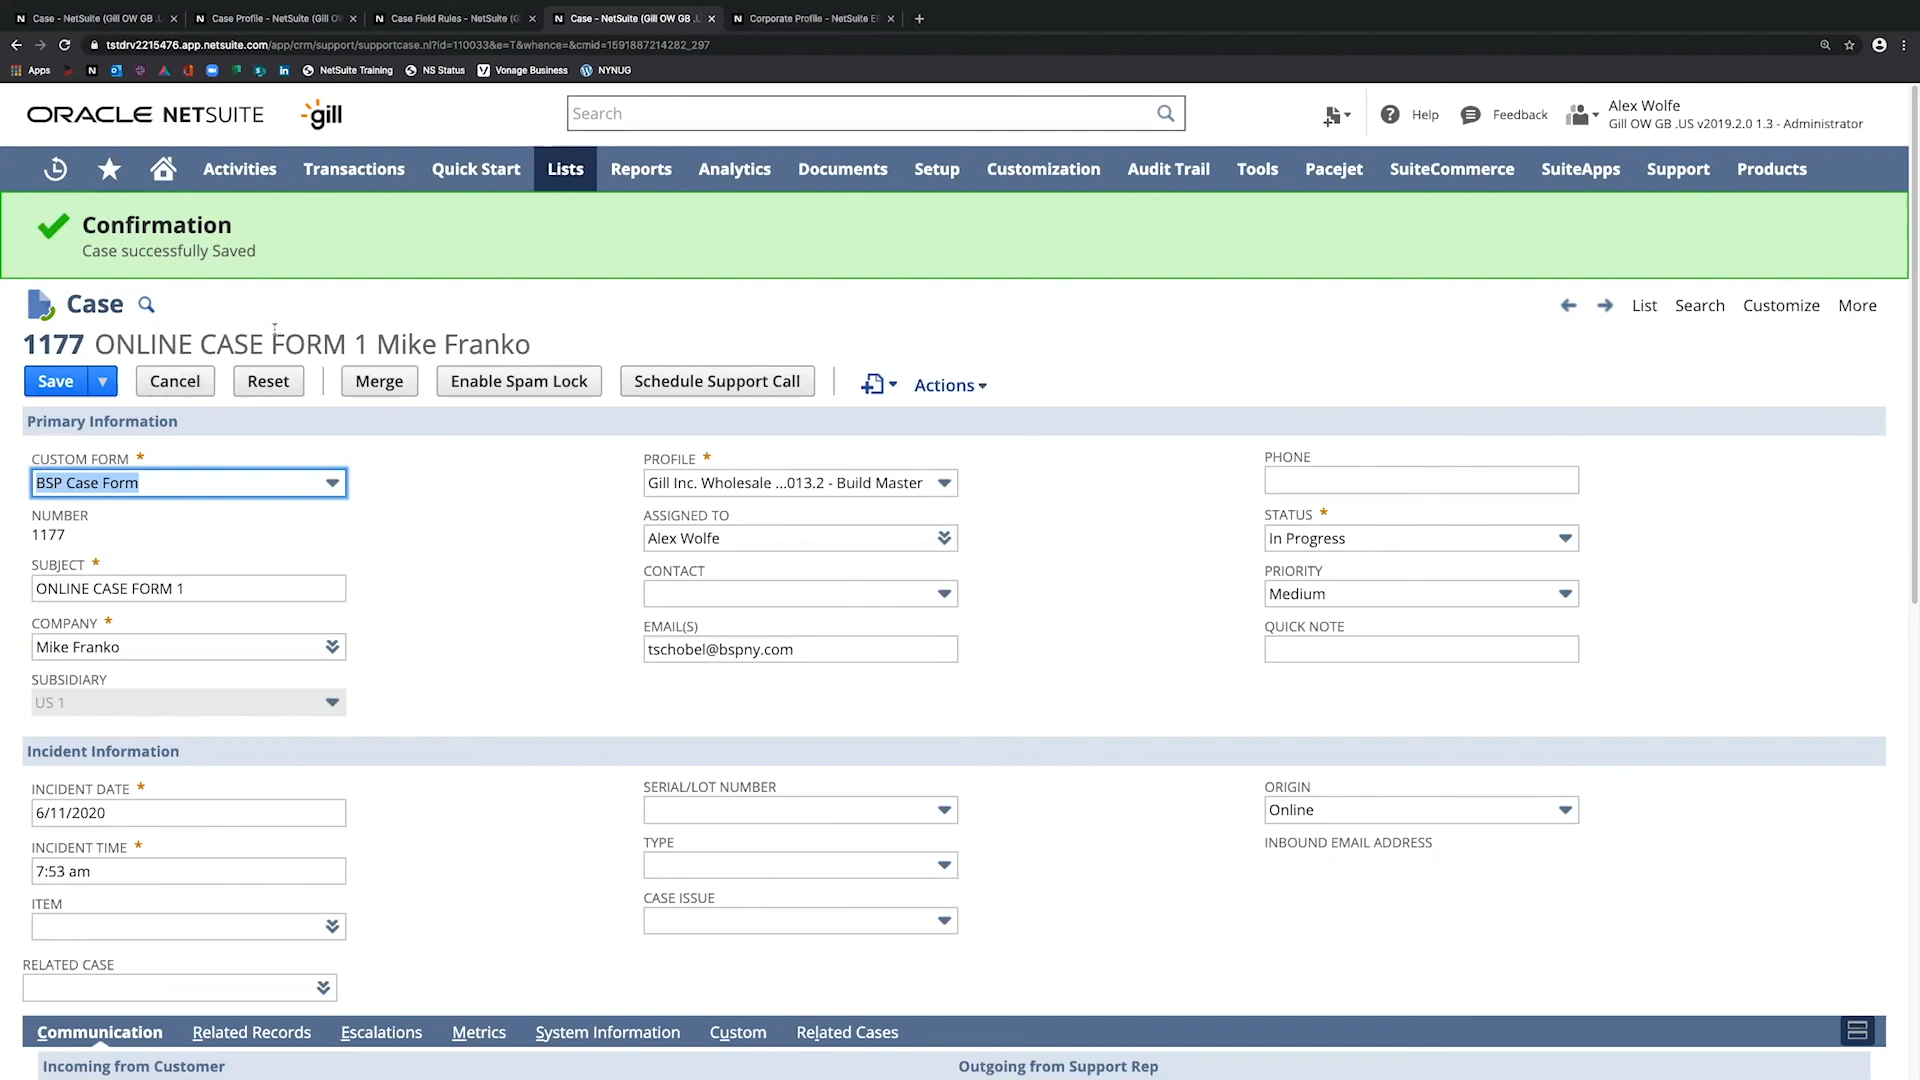 Case - NetSuite (Gill OW GB .U
Case Profile - NetSuite (Gill OW
Case Field Rules - NetSuite (G
Case - NetSuite (Gill OW GB .U
Corporate Profile - NetSuite E
tstdrv2215476.app.netsuite.com/app/crm/support/supportcase.nl?id=110033&e=T&whence=&cmid=1591887214282_297
Apps
NetSuite Training
NS Status
Vonage Business
NYNUG
ORACLE NETSUITE
gill
Search
Help
Feedback
Alex Wolfe
Gill OW GB .US v2019.2.0 1.3 - Administrator
Activities Transactions Quick Start Lists Reports Analytics Documents Setup Customization Audit Trail Tools Pacejet SuiteCommerce SuiteApps Support Products
Confirmation
Case successfully Saved
Case
List Search Customize More
1177 ONLINE CASE FORM 1 Mike Franko
Save Cancel Reset Merge Enable Spam Lock Schedule Support Call Actions
Primary Information
CUSTOM FORM *
BSP Case Form
NUMBER
1177
SUBJECT *
ONLINE CASE FORM 1
COMPANY *
Mike Franko
SUBSIDIARY
US 1
PROFILE *
Gill Inc. Wholesale ...013.2 - Build Master
ASSIGNED TO
Alex Wolfe
CONTACT
EMAIL(S)
tschobel@bspny.com
PHONE
STATUS *
In Progress
PRIORITY
Medium
QUICK NOTE
Incident Information
INCIDENT DATE *
6/11/2020
INCIDENT TIME *
7:53 am
ITEM
RELATED CASE
SERIAL/LOT NUMBER
TYPE
CASE ISSUE
ORIGIN
Online
INBOUND EMAIL ADDRESS
Communication Related Records Escalations Metrics System Information Custom Related Cases
Incoming from Customer
Outgoing from Support Rep